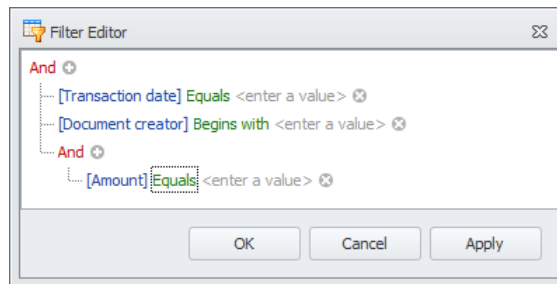 Filter Editor
And
[Transaction date] Equals <enter a value>
[Document creator] Begins with <enter a value>
And
[Amount] Equals <enter a value>
OK Cancel Apply